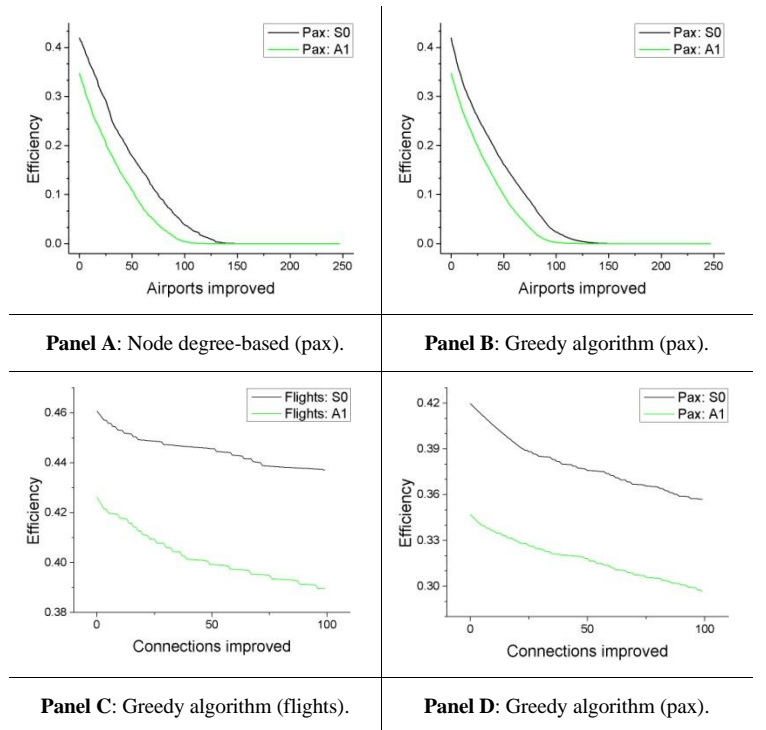 Pax: S0
Pax: A1
Efficiency
0.4
0.3
0.2
0.1
0.0
0 50 100 150 200 250
Airports improved
Pax: S0
Pax: A1
Efficiency
0.4
0.3
0.2
0.1
0.0
0 50 100 150 200 250
Airports improved
Panel A: Node degree-based (pax).
Panel B: Greedy algorithm (pax).
Flights: S0
Flights: A1
Efficiency
0.46
0.44
0.42
0.40
0.38
0 50 100
Connections improved
Pax: S0
Pax: A1
Efficiency
0.42
0.39
0.36
0.33
0.30
0 50 100
Connections improved
Panel C: Greedy algorithm (flights).
Panel D: Greedy algorithm (pax).